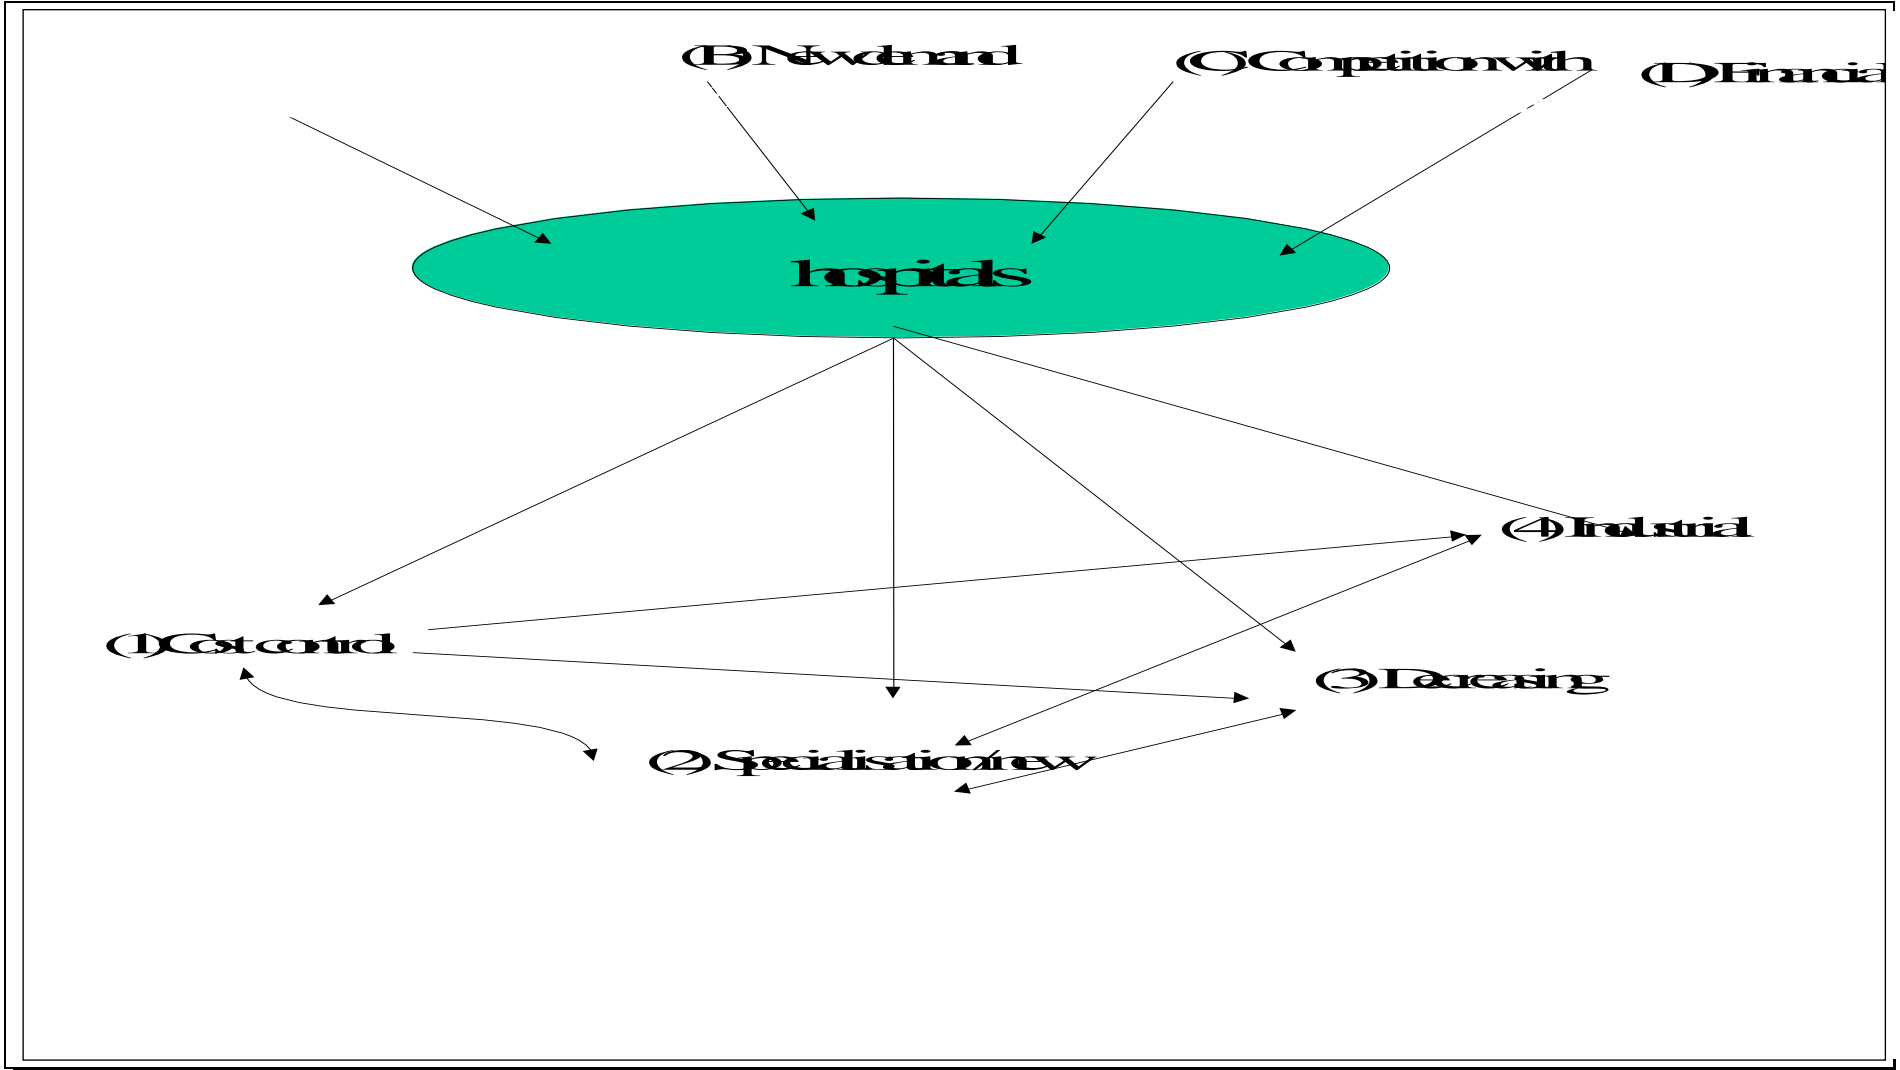 (B) New demand
(C) Competition with
(D) Financial
hospitals
(4) Industrial
(1) Cost control
(3) Decreasing
(2) Specialisation/new